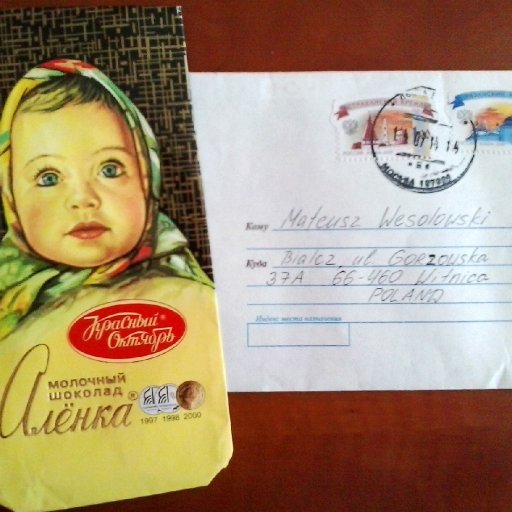 Красный
Октябрь
®
МОЛОЧНЫЙ
ШОКОЛАД
Алёнка®
1997 1998 2000
Кому Mateusz Wesolowski
Куда Bialcz, ul. Gorzowska
37A 66-460 Witnica
POLAND
Индекс места назначения
МОСКВА